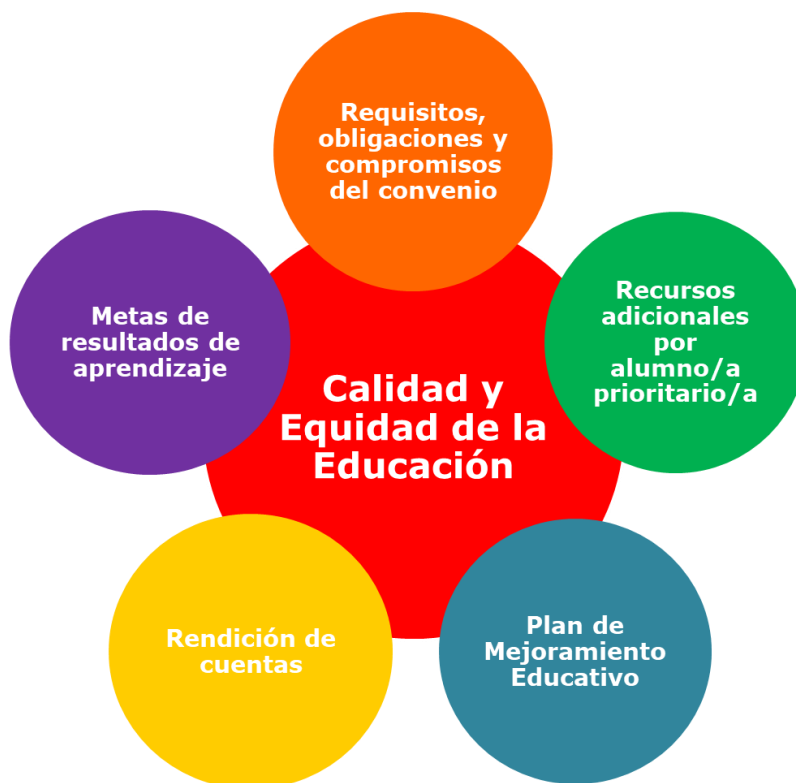 Requisitos,
obligaciones y
compromisos
del convenio
Recursos
adicionales
por
alumno/a
prioritario/a
Metas de
resultados de
aprendizaje
Calidad y
Equidad de la
Educación
Plan de
Mejoramiento
Educativo
Rendición de
cuentas